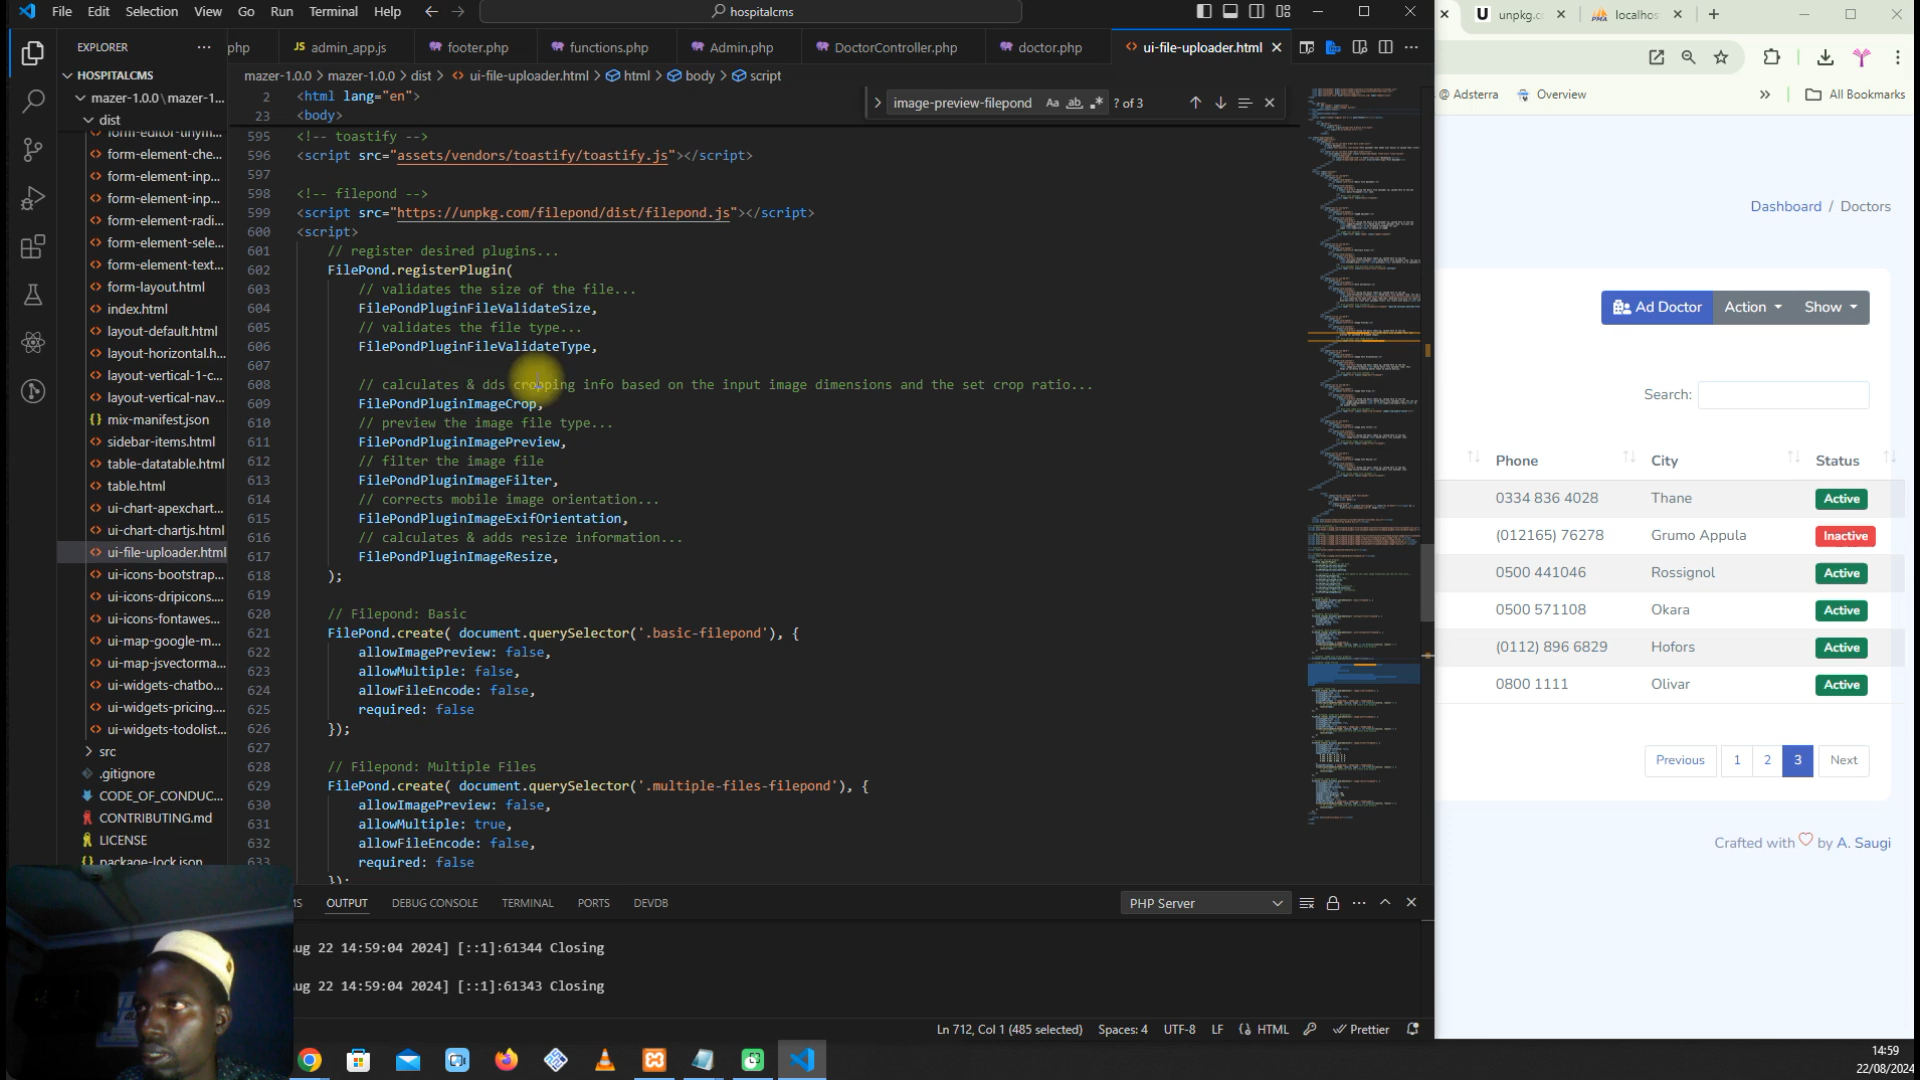 File Edit Selection View Go Run Terminal Help
hospitalcms
unpkg.c
localhos
EXPLORER
php
admin_app.js
footer.php
functions.php
Admin.php
DoctorController.php
doctor.php
ui-file-uploader.html
HOSPITALCMS
mazer-1.0.0 > mazer-1.0.0 > dist > ui-file-uploader.html > html > body > script
mazer-1.0.0 \ mazer-1...
dist
image-preview-filepond
? of 3
Adsterra
Overview
All Bookmarks
form-element-che...
form-element-inp...
form-element-inp...
form-element-radi...
form-element-sele...
form-element-text...
form-layout.html
index.html
layout-default.html
layout-horizontal.h...
layout-vertical-1-c...
layout-vertical-nav...
mix-manifest.json
sidebar-items.html
table-datatable.html
table.html
ui-chart-apexchart...
ui-chart-chartjs.html
ui-file-uploader.html
ui-icons-bootstrap...
ui-icons-dripicons....
ui-icons-fontawes...
ui-map-google-m...
ui-map-jsvectorma...
ui-widgets-chatbo...
ui-widgets-pricing....
ui-widgets-todolist...
src
.gitignore
CODE_OF_CONDUC...
CONTRIBUTING.md
LICENSE
package-lock.json
2 <html lang="en">
23 <body>
595 <!-- toastify -->
596 <script src="assets/vendors/toastify/toastify.js"></script>
597
598 <!-- filepond -->
599 <script src="https://unpkg.com/filepond/dist/filepond.js"></script>
600 <script>
601 // register desired plugins...
602 FilePond.registerPlugin(
603 // validates the size of the file...
604 FilePondPluginFileValidateSize,
605 // validates the file type...
606 FilePondPluginFileValidateType,
607
608 // calculates & dds cropping info based on the input image dimensions and the set crop ratio...
609 FilePondPluginImageCrop,
610 // preview the image file type...
611 FilePondPluginImagePreview,
612 // filter the image file
613 FilePondPluginImageFilter,
614 // corrects mobile image orientation...
615 FilePondPluginImageExifOrientation,
616 // calculates & adds resize information...
617 FilePondPluginImageResize,
618 );
619
620 // Filepond: Basic
621 FilePond.create( document.querySelector('.basic-filepond'), {
622 allowImagePreview: false,
623 allowMultiple: false,
624 allowFileEncode: false,
625 required: false
626 });
627
628 // Filepond: Multiple Files
629 FilePond.create( document.querySelector('.multiple-files-filepond'), {
630 allowImagePreview: false,
631 allowMultiple: true,
632 allowFileEncode: false,
633 required: false
});
OUTPUT DEBUG CONSOLE TERMINAL PORTS DEVDB
PHP Server
ug 22 14:59:04 2024] [::1]:61344 Closing
ug 22 14:59:04 2024] [::1]:61343 Closing
Ln 712, Col 1 (485 selected) Spaces: 4 UTF-8 LF HTML Prettier
Dashboard / Doctors
Ad Doctor Action Show
Search:
Phone City Status
0334 836 4028 Thane Active
(012165) 76278 Grumo Appula Inactive
0500 441046 Rossignol Active
0500 571108 Okara Active
(0112) 896 6829 Hofors Active
0800 1111 Olivar Active
Previous 1 2 3 Next
Crafted with by A. Saugi
14:59
22/08/2024